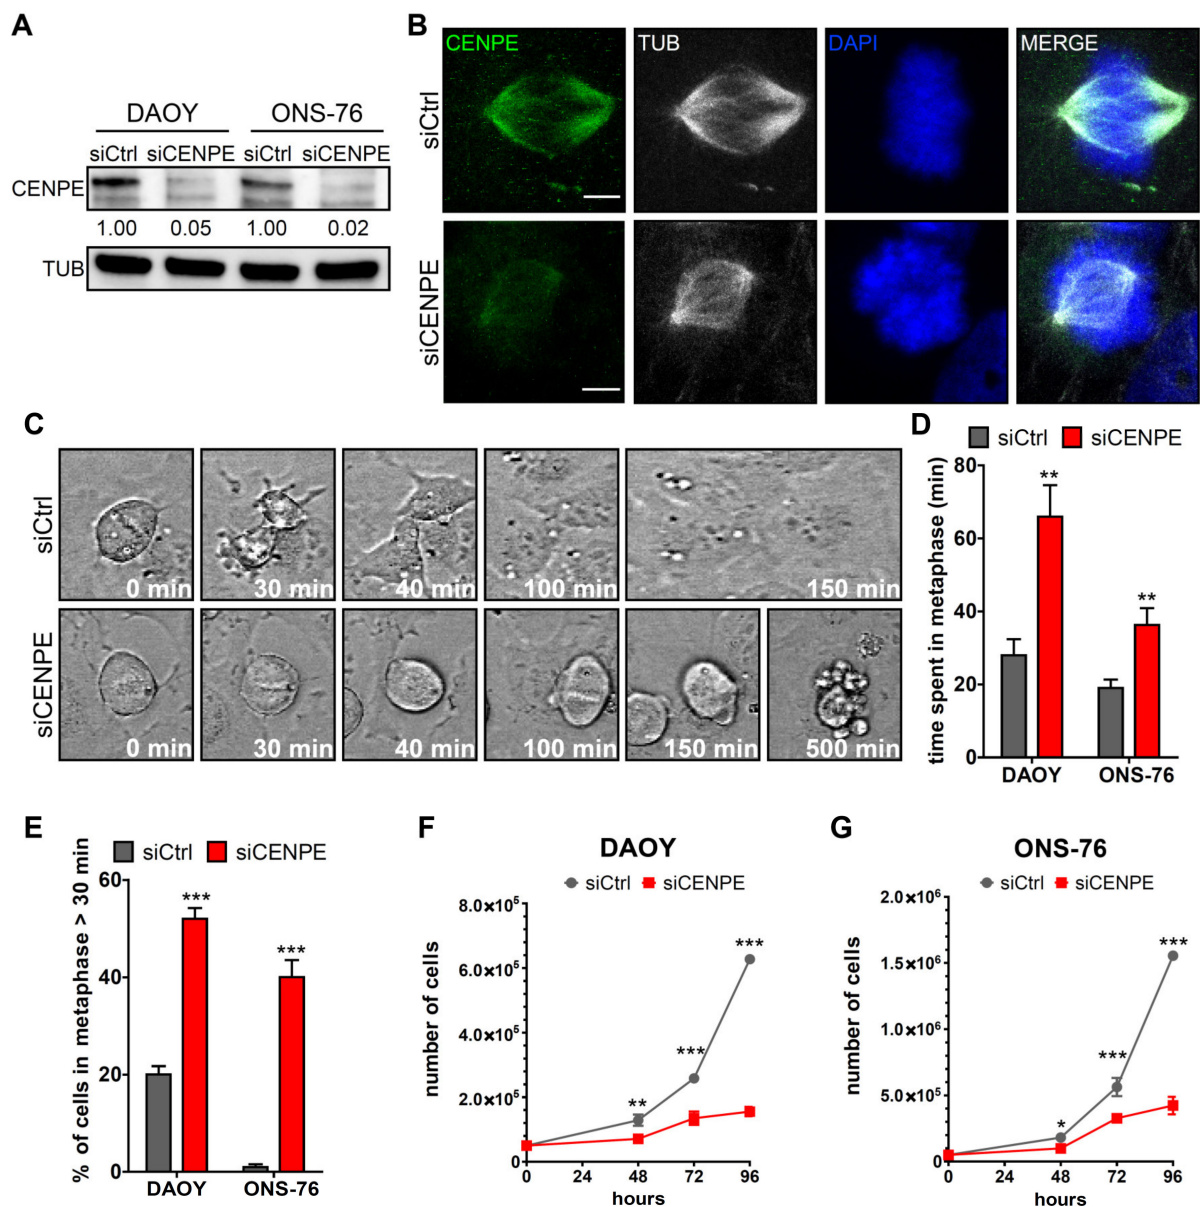 A
DAOY ONS-76
siCtrl siCENPE siCtrl siCENPE
CENPE
1.00 0.05 1.00 0.02
TUB
B
CENPE TUB DAPI MERGE
siCtrl
siCENPE
C
siCtrl
0 min 30 min 40 min 100 min 150 min
siCENPE
0 min 30 min 40 min 100 min 150 min 500 min
D
siCtrl siCENPE
time spent in metaphase (min)
80
60
40
20
0
** **
DAOY ONS-76
E
siCtrl siCENPE
% of cells in metaphase > 30 min
60
40
20
0
*** ***
DAOY ONS-76
F
DAOY
siCtrl siCENPE
number of cells
8.0×10⁵
6.0×10⁵
4.0×10⁵
2.0×10⁵
0
** *** ***
0 24 48 72 96
hours
G
ONS-76
siCtrl siCENPE
number of cells
2.0×10⁶
1.5×10⁶
1.0×10⁶
5.0×10⁵
0
* *** ***
0 24 48 72 96
hours